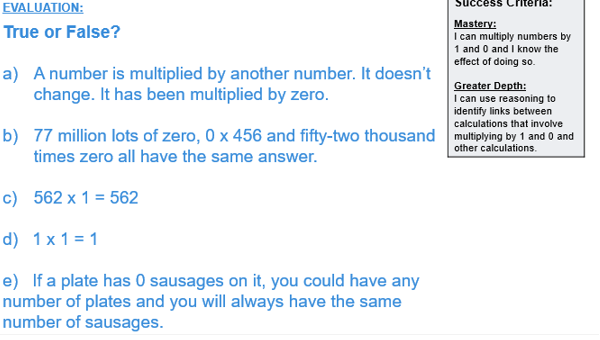 EVALUATION:
True or False?
a) A number is multiplied by another number. It doesn't
change. It has been multiplied by zero.
b) 77 million lots of zero, 0 x 456 and fifty-two thousand
times zero all have the same answer.
c) 562 x 1 = 562
d) 1 x 1 = 1
e) If a plate has 0 sausages on it, you could have any
number of plates and you will always have the same
number of sausages.
Success Criteria:
Mastery:
I can multiply numbers by
1 and 0 and I know the
effect of doing so.
Greater Depth:
I can use reasoning to
identify links between
calculations that involve
multiplying by 1 and 0 and
other calculations.